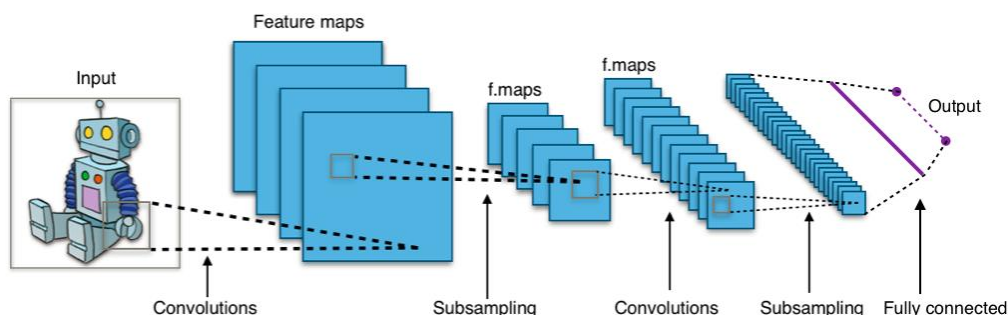 Feature maps
Input
f.maps
f.maps
Output
Convolutions
Subsampling
Convolutions
Subsampling
Fully connected